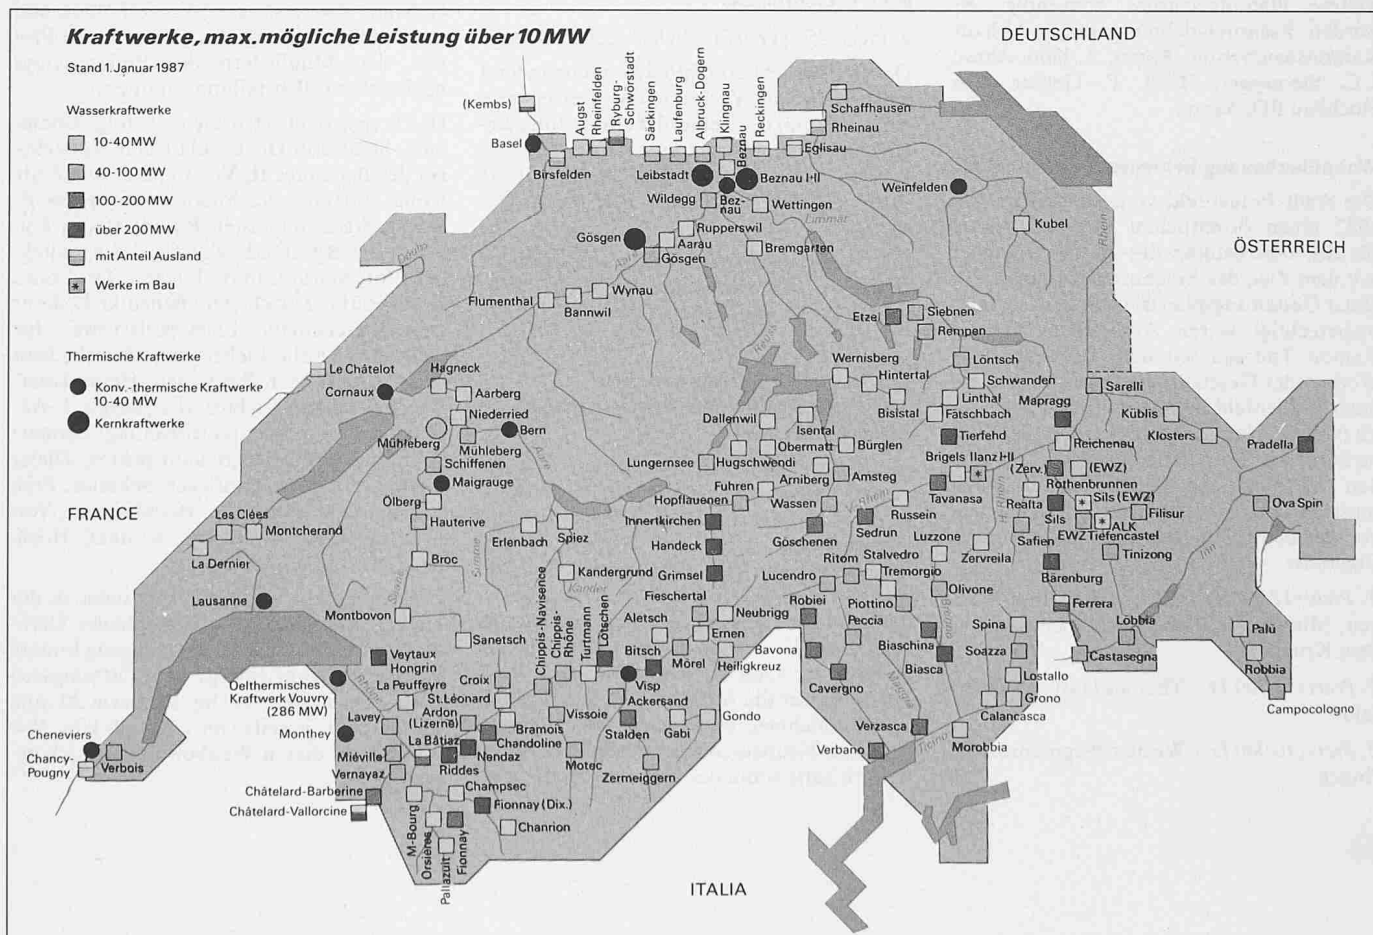 Kraftwerke, max. mögliche Leistung über 10 MW
Stand 1. Januar 1987
Wasserkraftwerke
10-40 MW
40-100 MW
100-200 MW
über 200 MW
mit Anteil Ausland
* Werke im Bau
Thermische Kraftwerke
Konv.-thermische Kraftwerke
10-40 MW
Kernkraftwerke
DEUTSCHLAND
ÖSTERREICH
FRANCE
ITALIA
(Kembs)
Basel
Birsfelden
Augst
Rheinfelden
Ryburg-
Schwörstadt
Säckingen
Laufenburg
Albruck-Dogern
Klingnau
Beznau
Reckingen
Eglisau
Rheinau
Schaffhausen
Leibstadt
Beznau I+II
Wildegg
Bez-
nau
Wettingen
Limmat
Weinfelden
Kubel
Rhein
Doubs
Gösgen
Rupperswil
Aarau
Gösgen
Bremgarten
Aare
Flumenthal
Bannwil
Wynau
Reuss
Etzel
Siebnen
Rempen
Wernisberg
Hintertal
Bisistal
Löntsch
Schwanden
Linthal
Fätschbach
Tierfehd
Mapragg
Sarelli
Küblis
Klosters
Pradella
Le Châtelot
Cornaux
Hagneck
Aarberg
Niederried
Mühleberg
Mühleberg
Bern
Schiffenen
Maigrauge
Ölberg
Hauterive
Broc
Aare
Dallenwil
Isental
Obermatt
Bürglen
Lungernsee
Hugschwendi
Arniberg
Amsteg
Fuhren
Hopflauenen
Wassen
Innertkirchen
Handeck
Grimsel
Göschenen
Sedrun
V. Rhein
Russein
Brigels
Ilanz I+II
Tavanasa
Reichenau
(Zerv.)
(EWZ)
Rothenbrunnen
H. Rhein
Realta
Sils (EWZ)
Sils
EWZ
ALK
Tiefencastel
Filisur
Tinizong
Safien
Zervreila
Bärenburg
Ferrera
Ova Spin
Inn
Les Clées
Montcherand
La Dernier
Lausanne
Erlenbach
Spiez
Kandergrund
Kander
Simme
Saane
Montbovon
Sanetsch
Veytaux
Hongrin
Oelthermisches
Kraftwerk Vouvry
(286 MW)
Rhone
La Peuffeyre
Croix
St. Léonard
Ardon
(Lizerne)
Lavey
La Bâtiaz
Miéville
Vernayaz
Monthey
Riddes
Nendaz
Chandoline
Bramois
Châtelard-Barberine
Châtelard-Vallorcine
M-Bourg
Orsières
Pallazuit
Fionnay
Champsec
Fionnay (Dix.)
Chanrion
Cheneviers
Chancy-
Pougny
Verbois
Chippis-Navisence
Chippis-
Rhône
Turtmann
Lötschen
Vissoie
Motec
Visp
Ackersand
Stalden
Zermeiggern
Bitsch
Aletsch
Fieschertal
Neubrigg
Ernen
Mörel
Heiligkreuz
Gabi
Gondo
Lucendro
Ritom
Stalvedro
Tremorgio
Luzzone
Olivone
Piottino
Robiei
Peccia
Bavona
Cavergno
Biaschina
Biasca
Brenno
Maggia
Verzasca
Verbano
Ticino
Morobbia
Spina
Soazza
Lostallo
Grono
Calancasca
Löbbia
Castasegna
Palü
Robbia
Campocologno